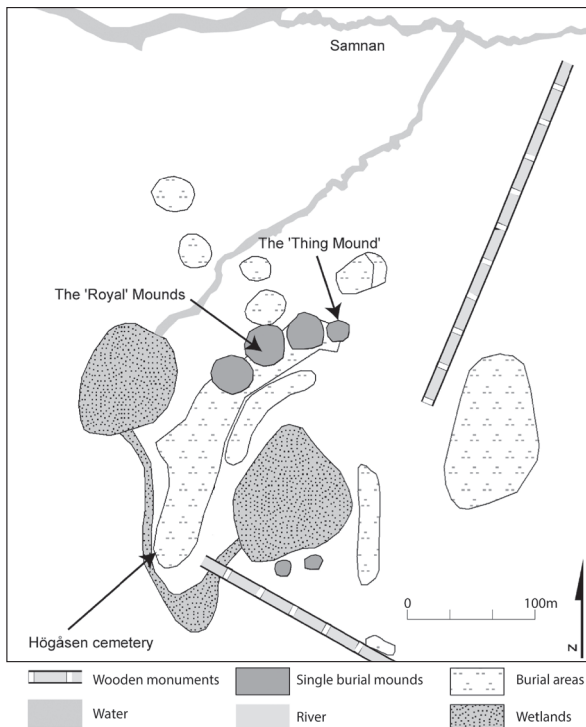 Samnan
The 'Thing Mound'
The 'Royal' Mounds
Högåsen cemetery
0 100m
N
Wooden monuments
Single burial mounds
Burial areas
Water
River
Wetlands